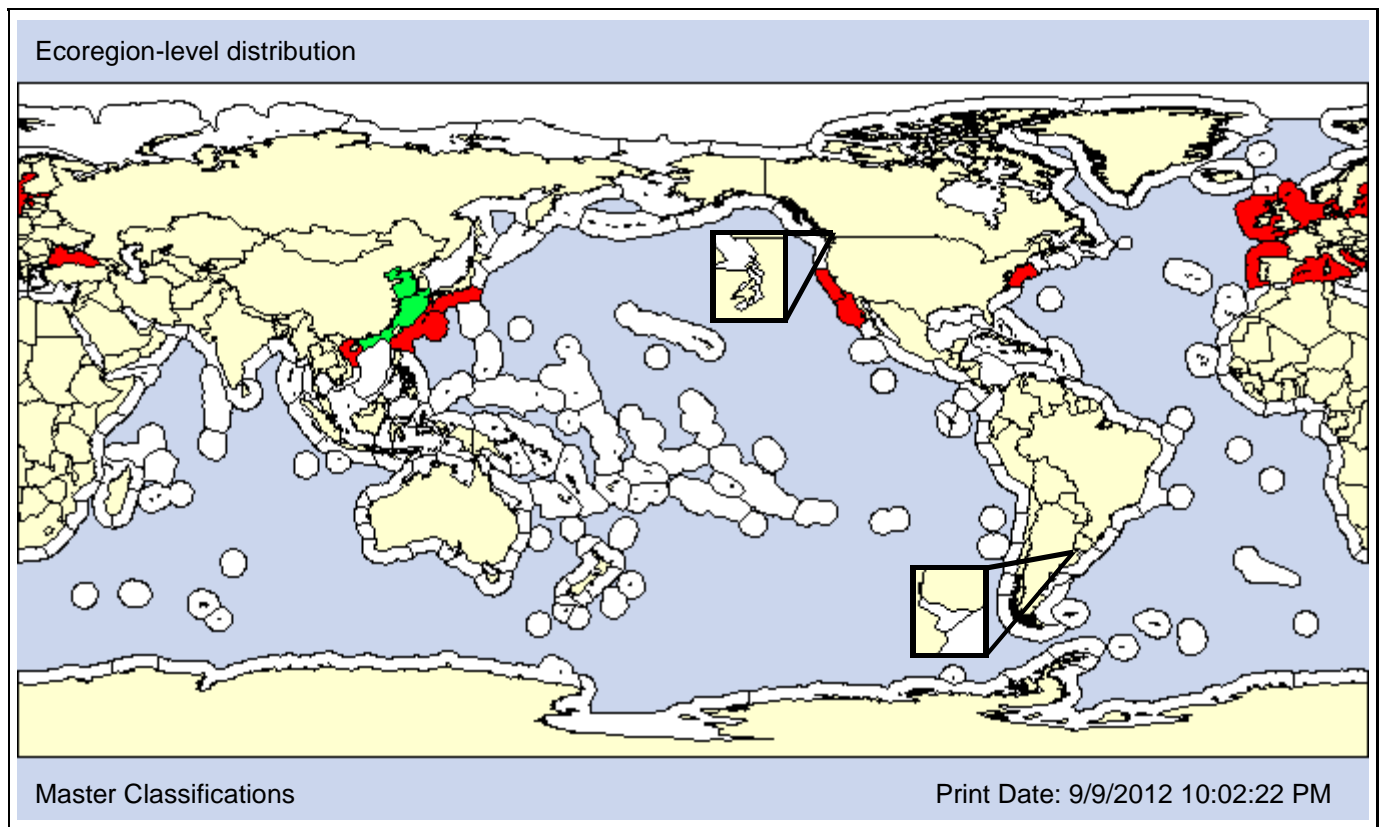 Ecoregion-level distribution
Master Classifications
Print Date: 9/9/2012 10:02:22 PM